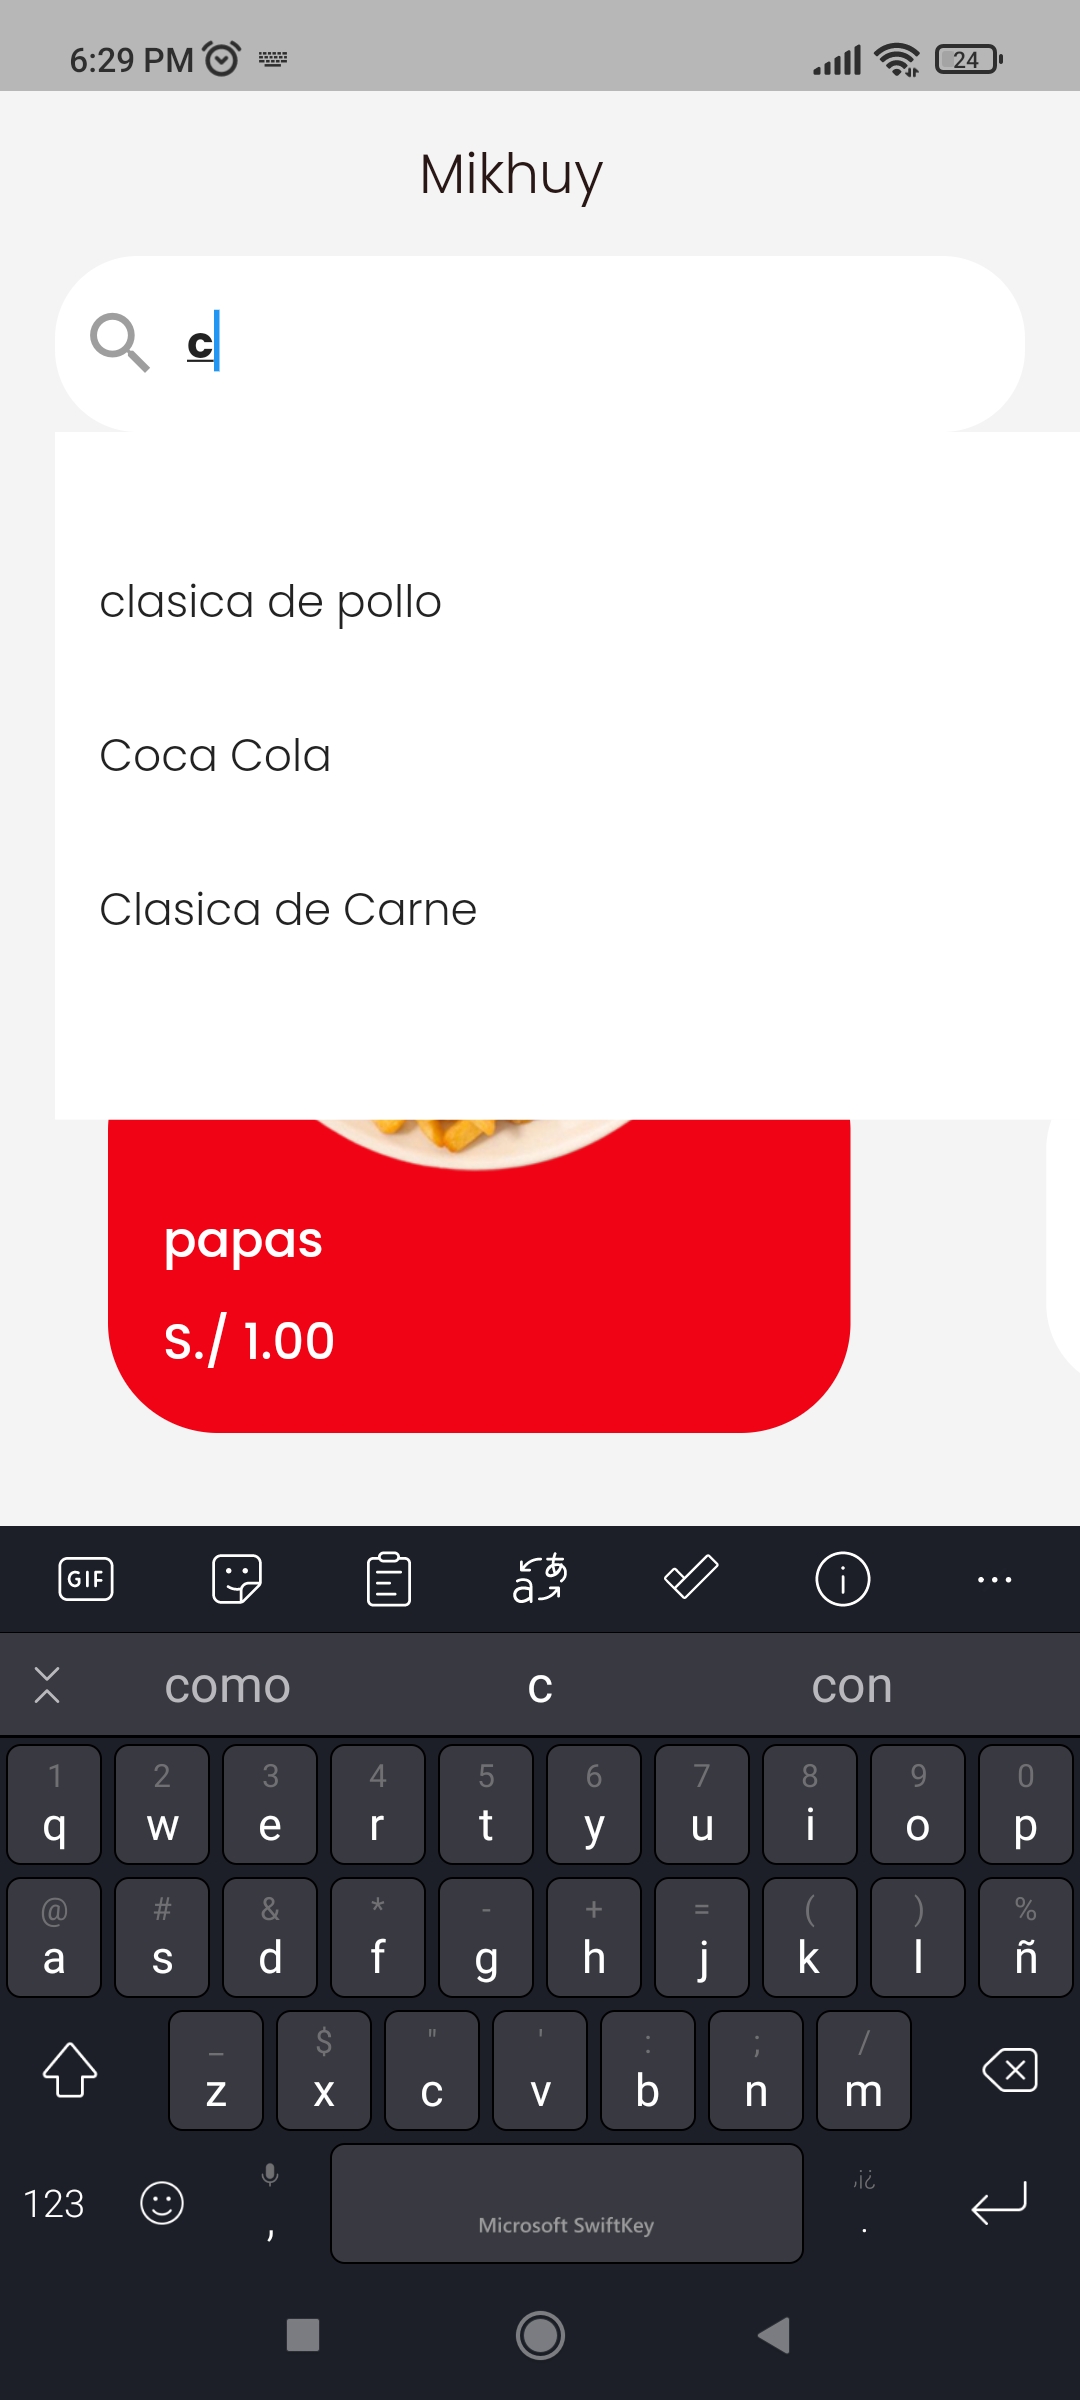 6:29 PM 24
Mikhuy
c
clasica de pollo
Coca Cola
Clasica de Carne
papas
S./ 1.00
GIF
como c con
1 2 3 4 5 6 7 8 9 0
q w e r t y u i o p
@ # & * - + = ( ) %
a s d f g h j k l ñ
_ $ " ' : ; /
z x c v b n m
,¡¿
123 , Microsoft SwiftKey .